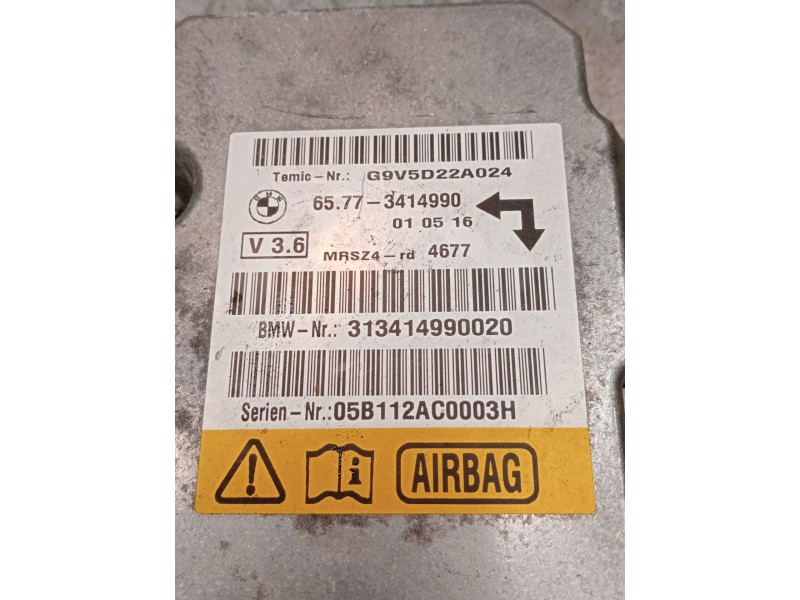 Temic-Nr.: G9V5D22A024
BMW
65.77-3414990
01 05 16
V 3.6
MRSZ4-rd 4677
BMW-Nr.: 313414990020
Serien-Nr.: 05B112AC0003H
! i AIRBAG